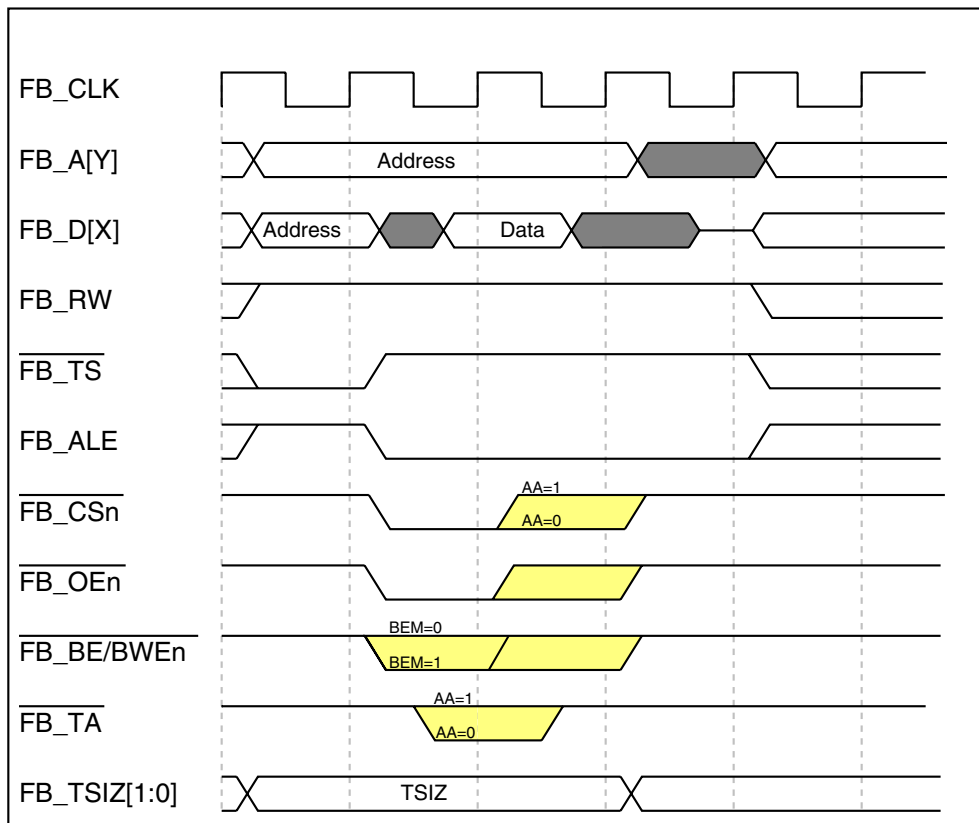 FB_CLK
FB_A[Y]
Address
FB_D[X]
Address
Data
FB_RW
FB_TS
FB_ALE
FB_CSn
AA=1
AA=0
FB_OEn
FB_BE/BWEn
BEM=0
BEM=1
FB_TA
AA=1
AA=0
FB_TSIZ[1:0]
TSIZ